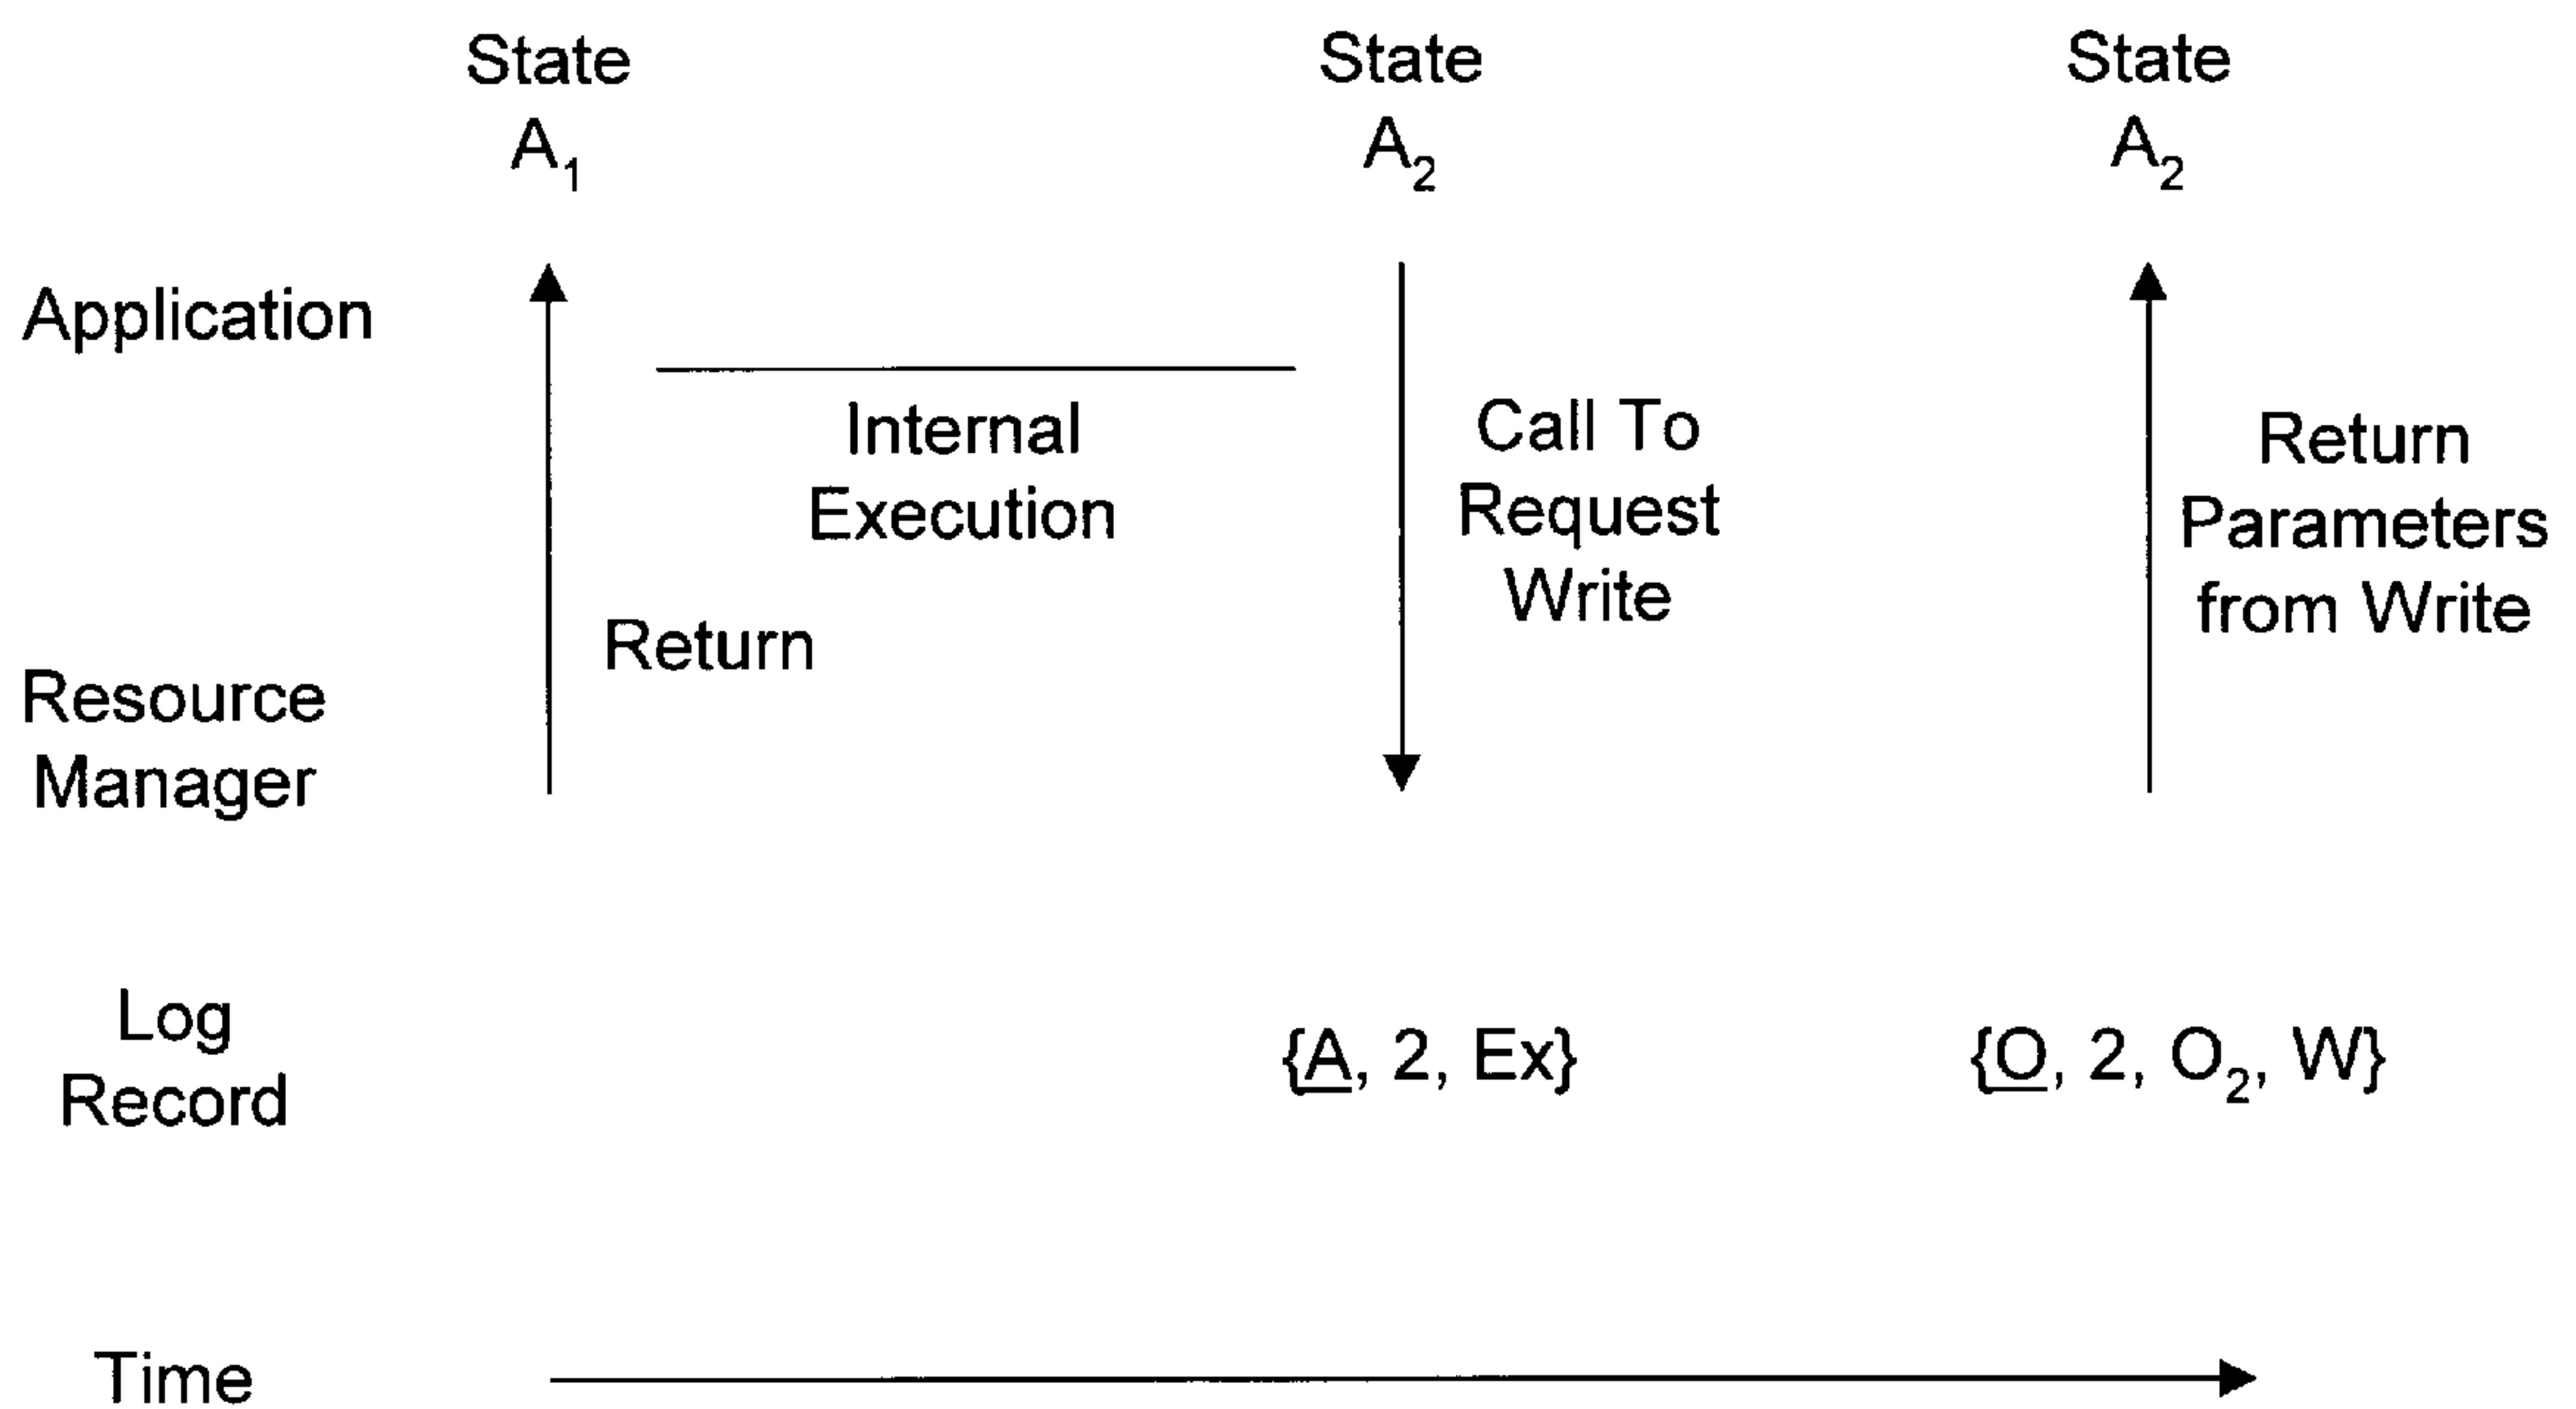 State
A₁
State
A₂
State
A₂
Application
Internal
Execution
Call To
Request
Write
Return
Parameters
from Write
Return
Resource
Manager
Log
Record
{A, 2, Ex}
{O, 2, O₂, W}
Time